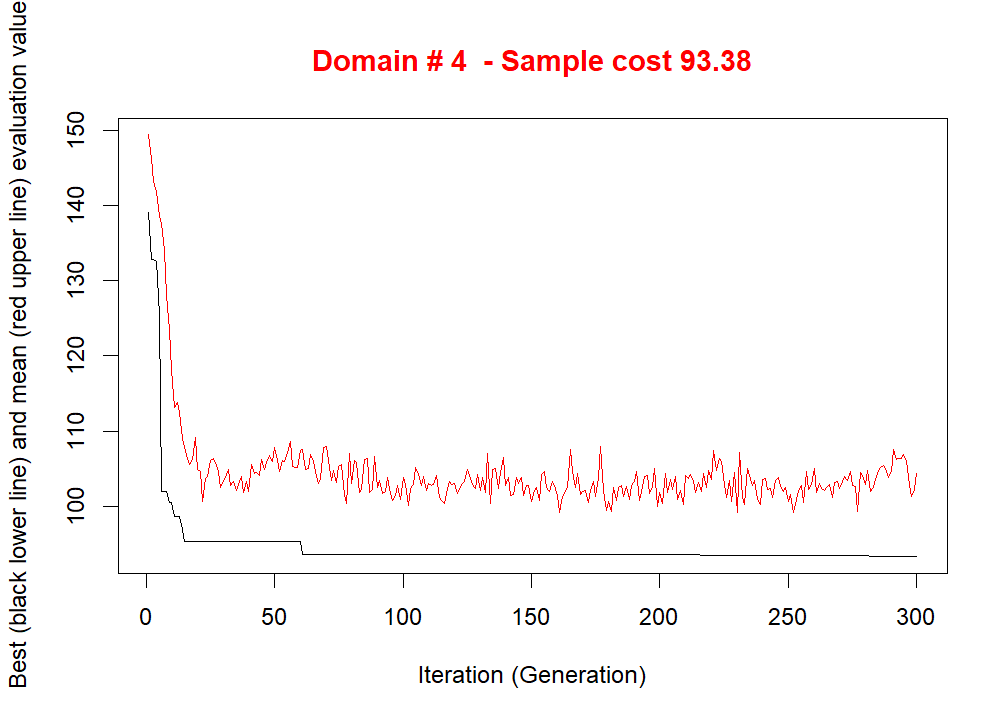 Domain # 4  - Sample cost 93.38
Best (black lower line) and mean (red upper line) evaluation value
150
140
130
120
110
100
0 50 100 150 200 250 300
Iteration (Generation)